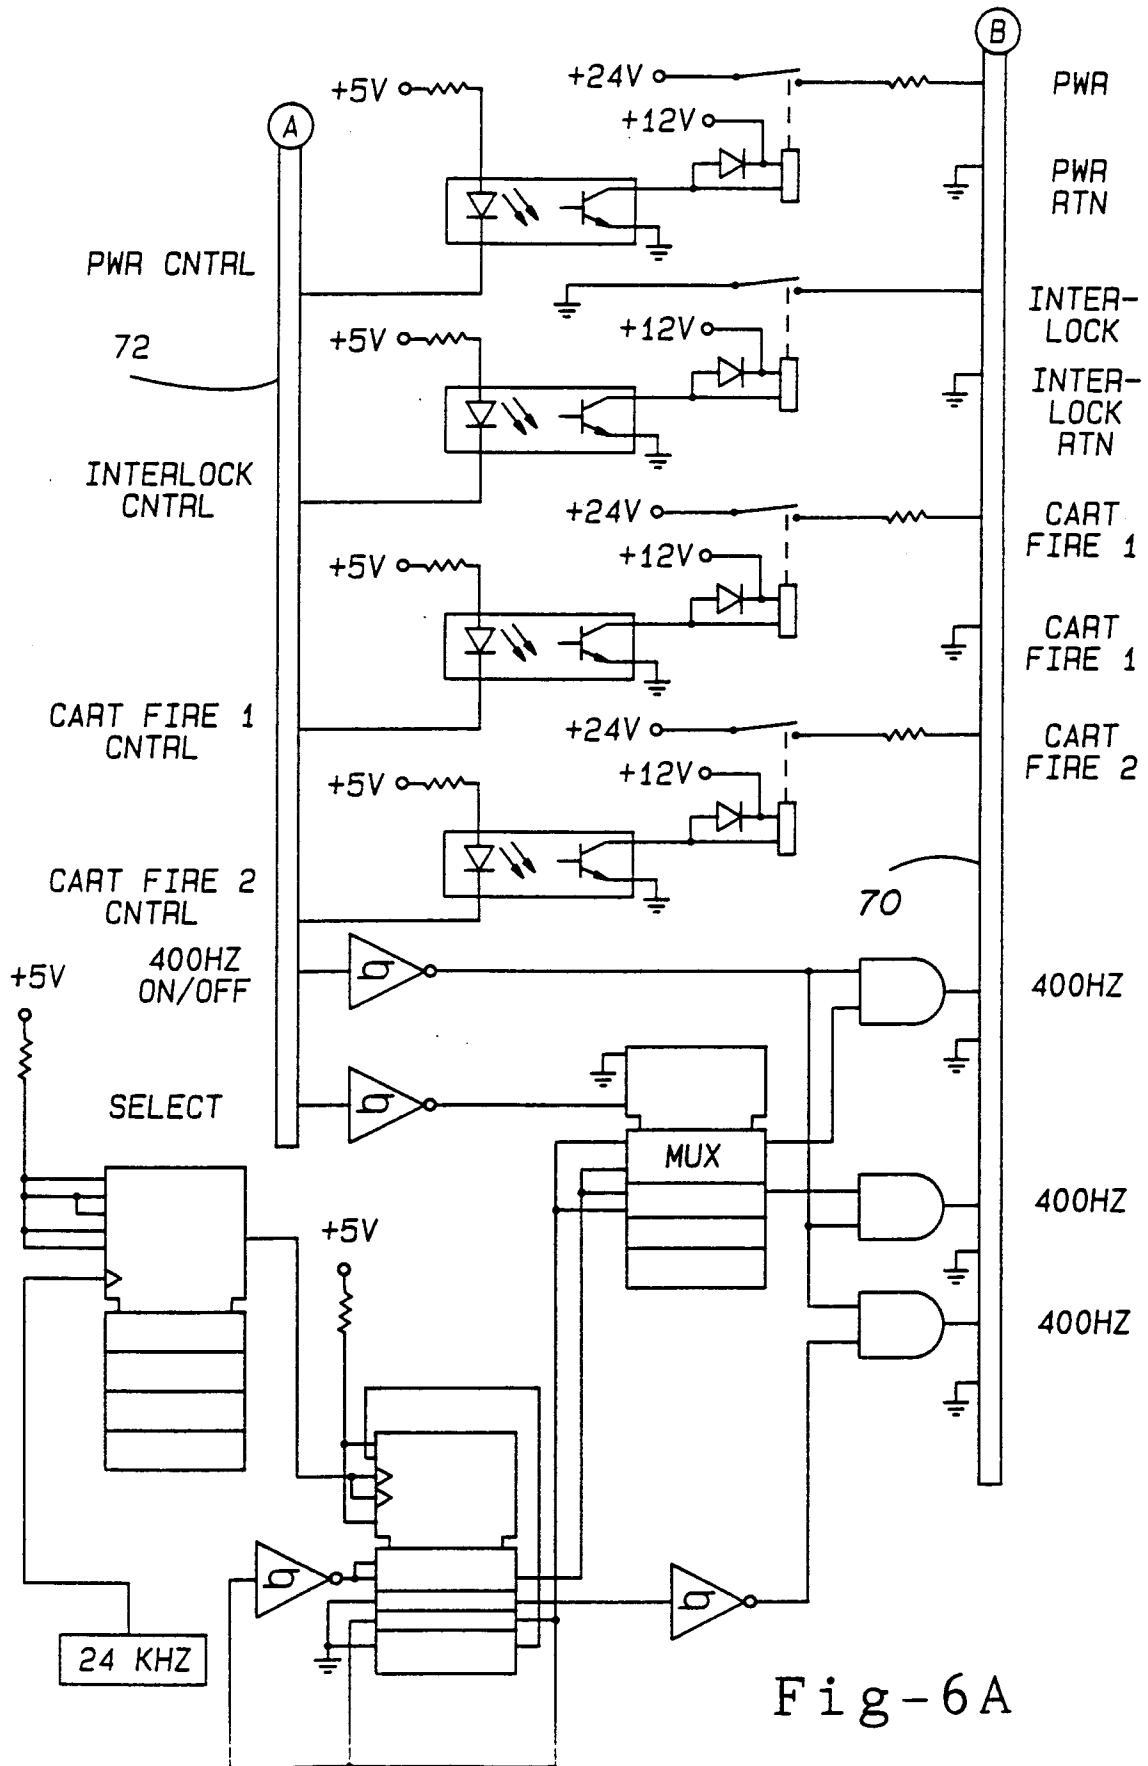 B
+24V
PWR
+5V
A
+12V
PWR
RTN
PWR CNTRL
INTER-
LOCK
72
+5V
+12V
INTER-
LOCK
RTN
INTERLOCK
CNTRL
+24V
CART
FIRE 1
+5V
+12V
CART
FIRE 1
CART FIRE 1
CNTRL
+24V
CART
FIRE 2
+5V
+12V
CART FIRE 2
CNTRL
70
400HZ
ON/OFF
+5V
400HZ
SELECT
MUX
400HZ
+5V
400HZ
24 KHZ
Fig-6A